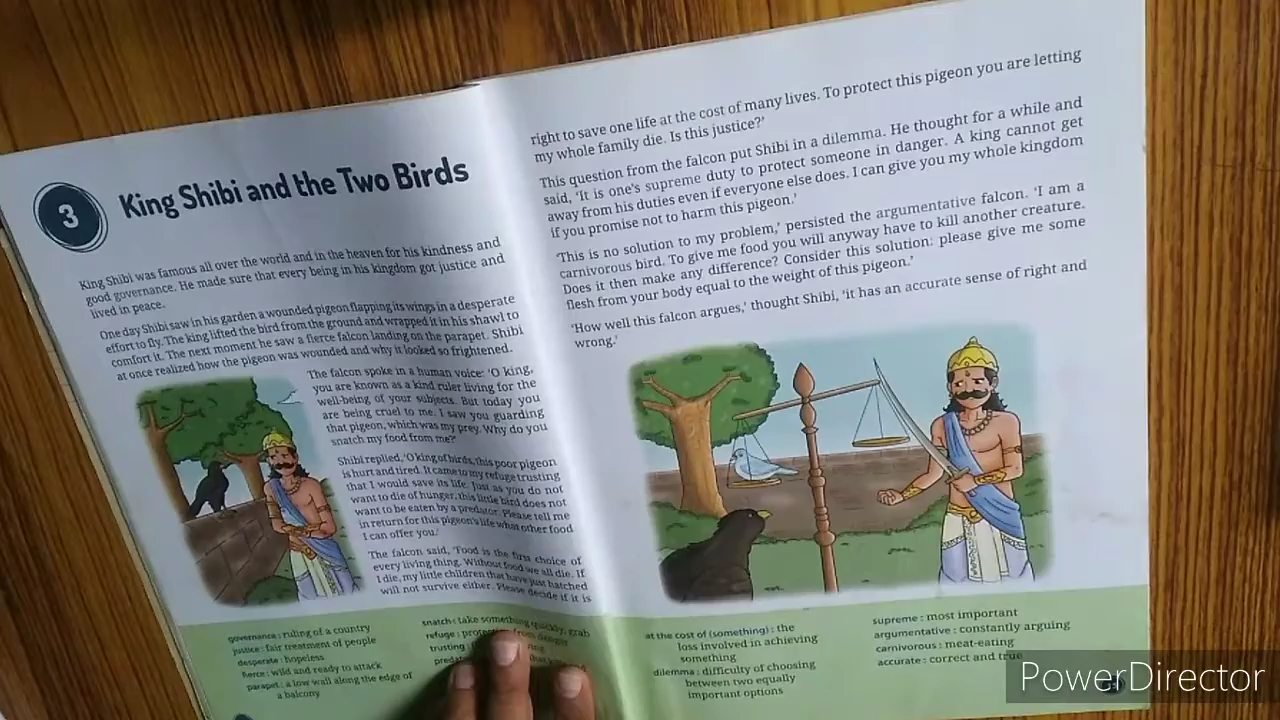 3
King Shibi and the Two Birds
King Shibi was famous all over the world and in the heaven for his kindness and
good governance. He made sure that every being in his kingdom got justice and
lived in peace.
One day Shibi saw in his garden a wounded pigeon flapping its wings in a desperate
effort to fly. The king lifted the bird from the ground and wrapped it in his shawl to
comfort it. The next moment he saw a fierce falcon landing on the parapet. Shibi
at once realized how the pigeon was wounded and why it looked so frightened.
The falcon spoke in a human voice: 'O king,
you are known as a kind ruler living for the
well-being of your subjects. But today you
are being cruel to me. I saw you guarding
that pigeon, which was my prey. Why do you
snatch my food from me?'
Shibi replied, 'O king of birds, this poor pigeon
is hurt and tired. It came to my refuge trusting
that I would save its life. Just as you do not
want to die of hunger, this little bird does not
want to be eaten by a predator. Please tell me
in return for this pigeon's life what other food
I can offer you.'
The falcon said, 'Food is the first choice of
every living thing. Without food we all die. If
I die, my little children that have just hatched
will not survive either. Please decide if it is
governance : ruling of a country
justice : fair treatment of people
desperate : hopeless
fierce : wild and ready to attack
parapet : a low wall along the edge of
a balcony
snatch : take something quickly, grab
refuge : from danger
trusting :
right to save one life at the cost of many lives. To protect this pigeon you are letting
my whole family die. Is this justice?'
This question from the falcon put Shibi in a dilemma. He thought for a while and
said, 'It is one's supreme duty to protect someone in danger. A king cannot get
away from his duties even if everyone else does. I can give you my whole kingdom
if you promise not to harm this pigeon.'
'This is no solution to my problem,' persisted the argumentative falcon. 'I am a
carnivorous bird. To give me food you will anyway have to kill another creature.
Does it then make any difference? Consider this solution: please give me some
flesh from your body equal to the weight of this pigeon.'
'How well this falcon argues,' thought Shibi, 'it has an accurate sense of right and
wrong.'
at the cost of (something) : the
loss involved in achieving
something
dilemma : difficulty of choosing
between two equally
important options
supreme : most important
argumentative : constantly arguing
carnivorous : meat-eating
accurate : correct and true
PowerDirector